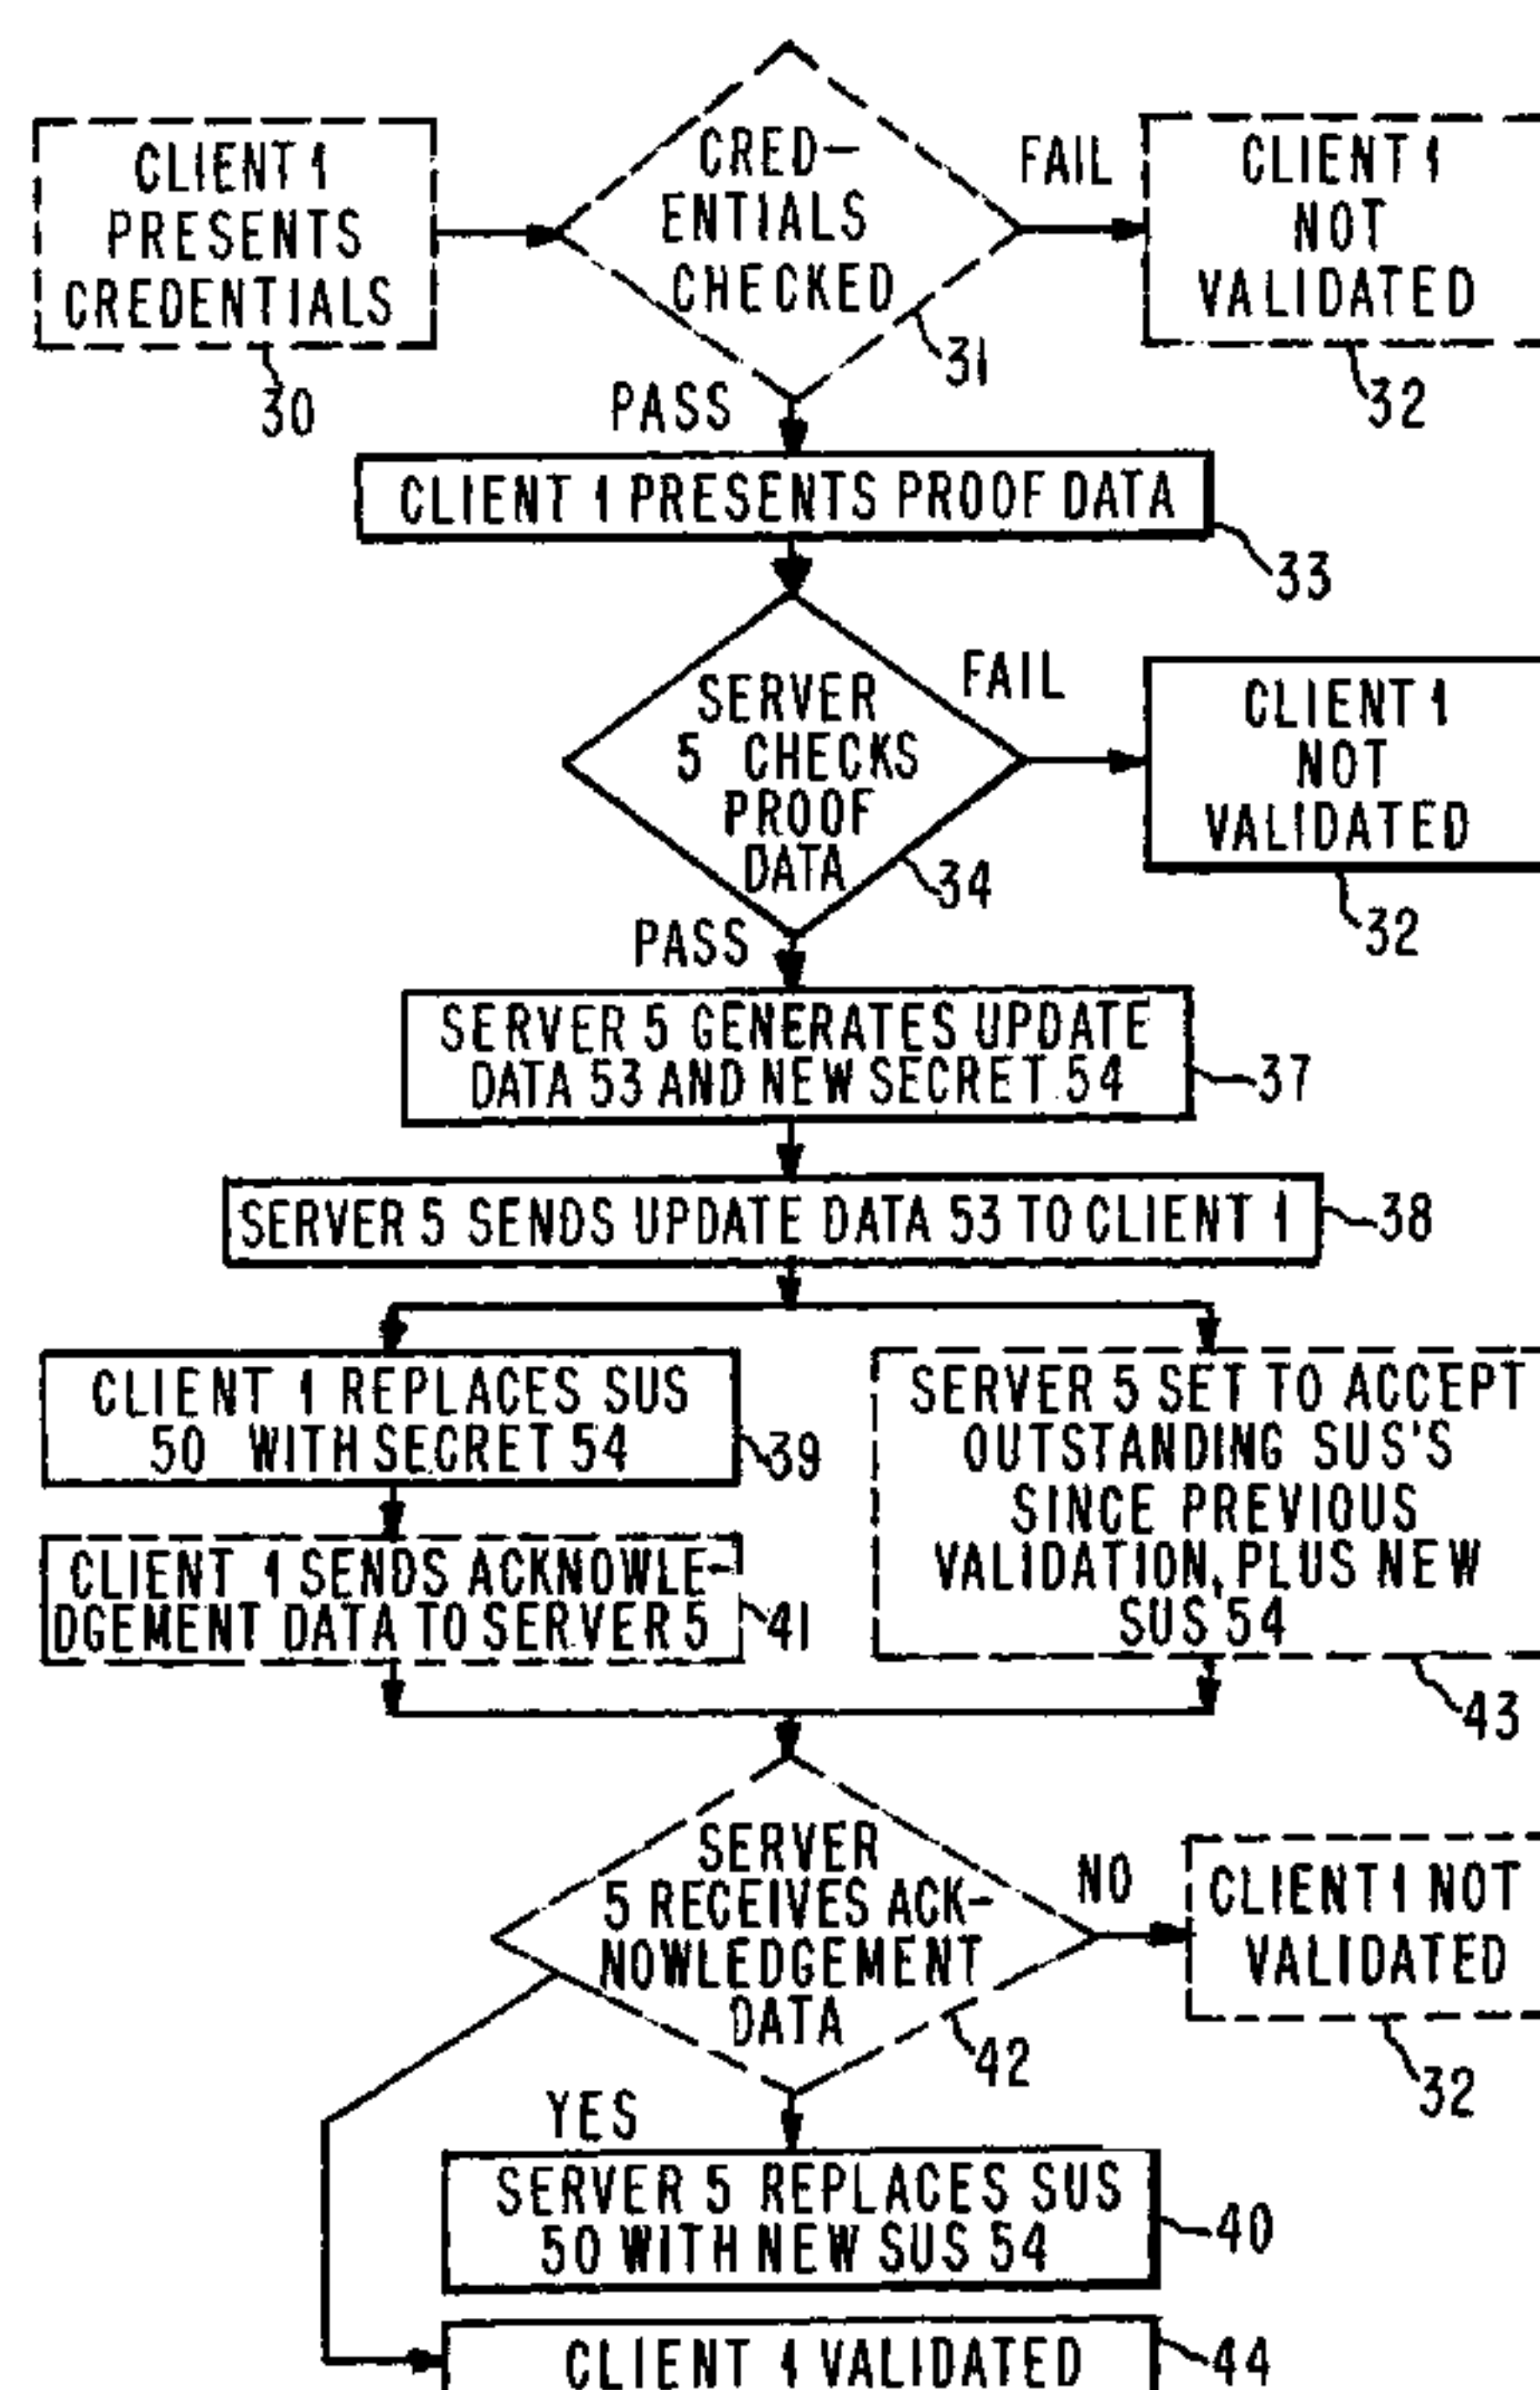 CLIENT 1
PRESENTS
CREDENTIALS
30
CRED-
ENTIALS
CHECKED
31
FAIL
CLIENT 1
NOT
VALIDATED
32
PASS
CLIENT 1 PRESENTS PROOF DATA
33
SERVER
5 CHECKS
PROOF
DATA
34
FAIL
CLIENT 1
NOT
VALIDATED
32
PASS
SERVER 5 GENERATES UPDATE
DATA 53 AND NEW SECRET 54
37
SERVER 5 SENDS UPDATE DATA 53 TO CLIENT 1
38
CLIENT 1 REPLACES SUS
50 WITH SECRET 54
39
CLIENT 1 SENDS ACKNOWLE-
DGEMENT DATA TO SERVER 5
41
SERVER 5 SET TO ACCEPT
OUTSTANDING SUS'S
SINCE PREVIOUS
VALIDATION, PLUS NEW
SUS 54
43
SERVER
5 RECEIVES ACK-
NOWLEDGEMENT
DATA
42
NO
CLIENT 1 NOT
VALIDATED
32
YES
SERVER 5 REPLACES SUS
50 WITH NEW SUS 54
40
CLIENT 1 VALIDATED
44